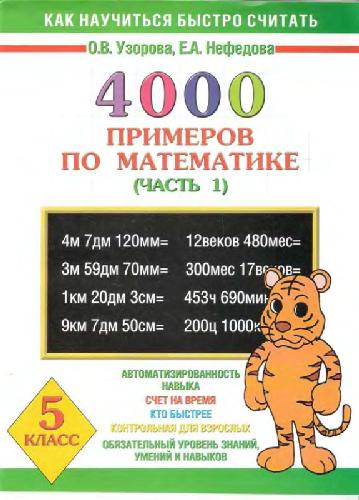 КАК НАУЧИТЬСЯ БЫСТРО СЧИТАТЬ
О.В. Узорова, Е.А. Нефедова
4000
ПРИМЕРОВ
ПО МАТЕМАТИКЕ
(ЧАСТЬ 1)
4м 7дм 120мм= 12веков 480мес=
3м 59дм 70мм= 300мес 17веков=
1км 20дм 3см= 453ч 690мин
9км 7дм 50см= 200ц 1000к
АВТОМАТИЗИРОВАННОСТЬ
НАВЫКА
СЧЕТ НА ВРЕМЯ
КТО БЫСТРЕЕ
КОНТРОЛЬНАЯ ДЛЯ ВЗРОСЛЫХ
ОБЯЗАТЕЛЬНЫЙ УРОВЕНЬ ЗНАНИЙ,
УМЕНИЙ И НАВЫКОВ
5
КЛАСС